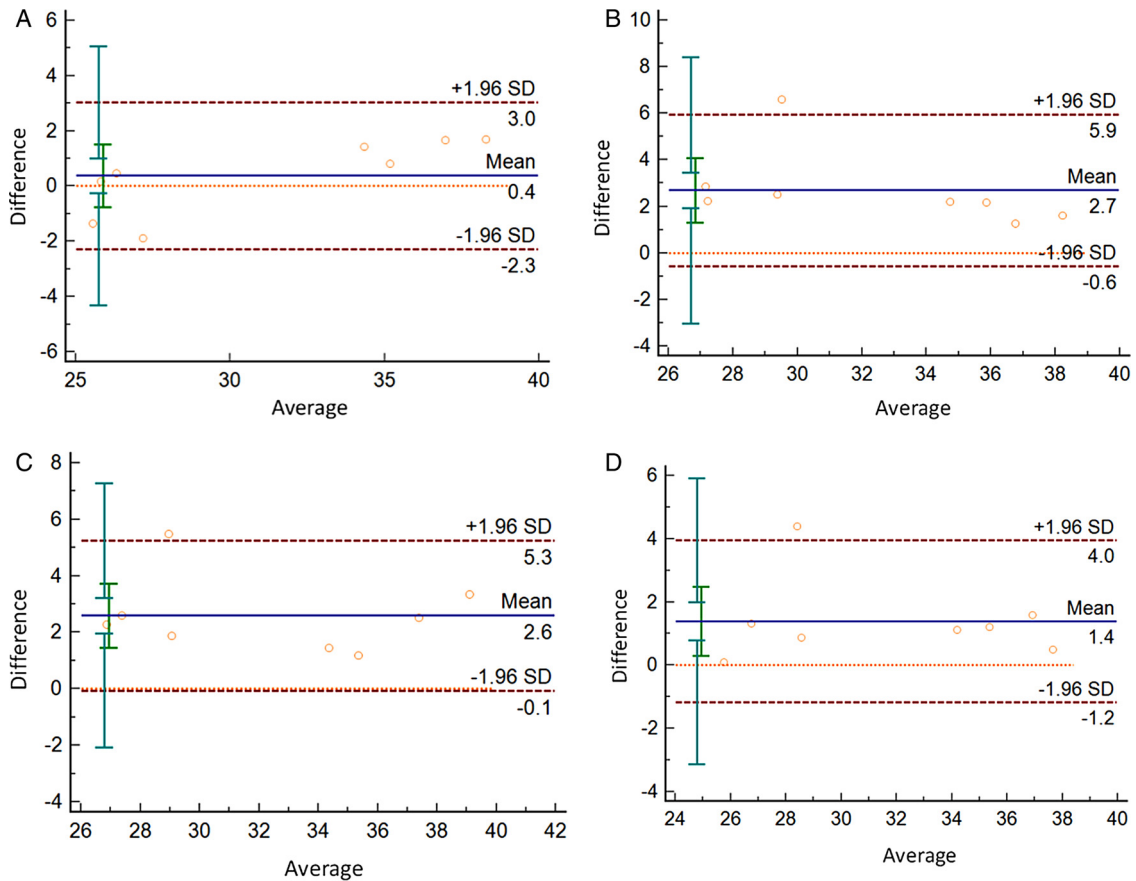 A
Difference
6
4
2
0
-2
-4
-6
+1.96 SD
3.0
Mean
0.4
-1.96 SD
-2.3
25 30 35 40
Average
B
Difference
10
8
6
4
2
0
-2
-4
+1.96 SD
5.9
Mean
2.7
-1.96 SD
-0.6
26 28 30 32 34 36 38 40
Average
C
Difference
8
6
4
2
0
-2
-4
+1.96 SD
5.3
Mean
2.6
-1.96 SD
-0.1
26 28 30 32 34 36 38 40 42
Average
D
Difference
6
4
2
0
-2
-4
+1.96 SD
4.0
Mean
1.4
-1.96 SD
-1.2
24 26 28 30 32 34 36 38 40
Average